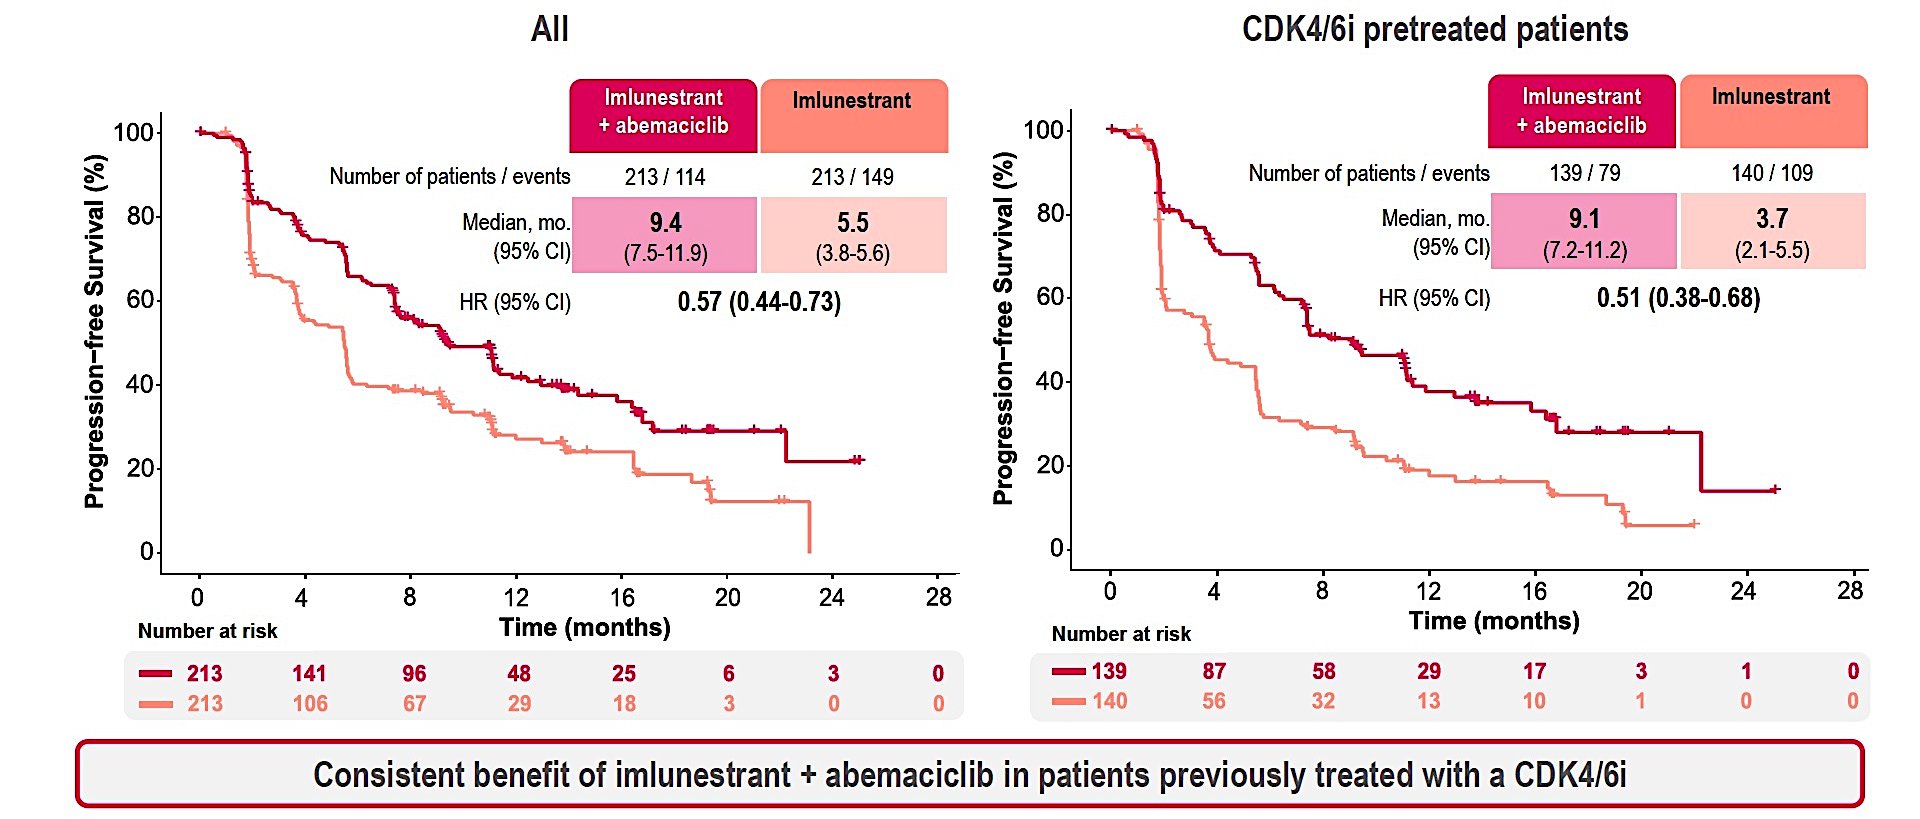 All
Imlunestrant
+ abemaciclib
Imlunestrant
Number of patients / events
213 / 114
213 / 149
Median, mo.
(95% CI)
9.4
(7.5-11.9)
5.5
(3.8-5.6)
HR (95% CI)
0.57 (0.44-0.73)
Progression-free Survival (%)
100
80
60
40
20
0
0 4 8 12 16 20 24 28
Time (months)
Number at risk
213 141 96 48 25 6 3 0
213 106 67 29 18 3 0 0
CDK4/6i pretreated patients
Imlunestrant
+ abemaciclib
Imlunestrant
Number of patients / events
139 / 79
140 / 109
Median, mo.
(95% CI)
9.1
(7.2-11.2)
3.7
(2.1-5.5)
HR (95% CI)
0.51 (0.38-0.68)
Progression-free Survival (%)
100
80
60
40
20
0
0 4 8 12 16 20 24 28
Time (months)
Number at risk
139 87 58 29 17 3 1 0
140 56 32 13 10 1 0 0
Consistent benefit of imlunestrant + abemaciclib in patients previously treated with a CDK4/6i